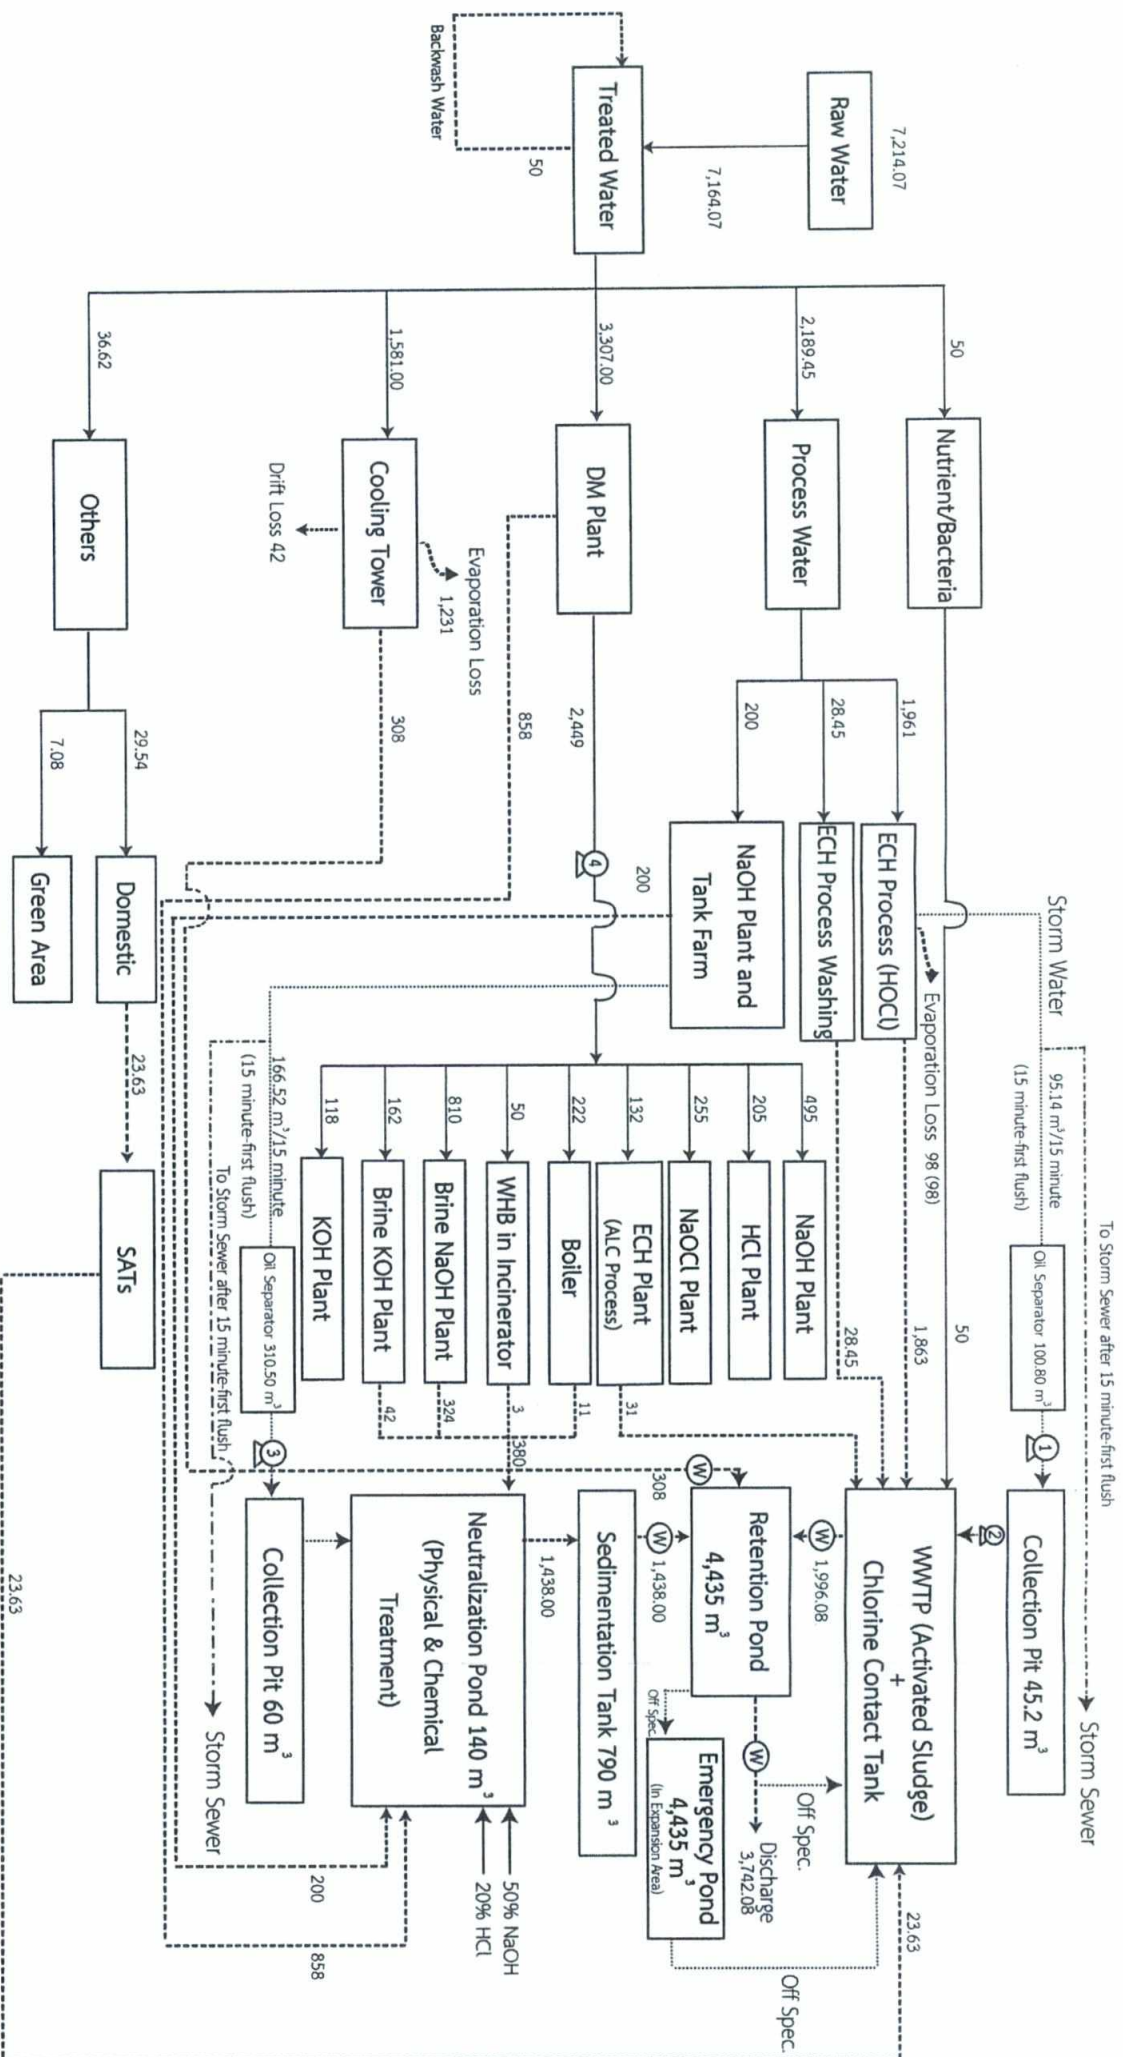 7,214.07
Raw Water
7,164.07
Treated Water
Backwash Water
50
50
Nutrient/Bacteria
50
2,189.45
Process Water
3,307.00
DM Plant
1,581.00
Cooling Tower
Evaporation Loss
1,231
Drift Loss 42
36.62
Others
1,961
ECH Process (HOCl)
Evaporation Loss 98 (98)
1,863
28.45
ECH Process Washing
28.45
200
NaOH Plant and
Tank Farm
200
2,449
4
858
308
29.54
Domestic
23.63
SATs
23.63
7.08
Green Area
Storm Water
95.14 m³/15 minute
(15 minute-first flush)
To Storm Sewer after 15 minute-first flush
Storm Sewer
Oil Separator 100.80 m³
1
Collection Pit 45.2 m³
2
495
NaOH Plant
205
HCl Plant
255
NaOCl Plant
132
ECH Plant
(ALC Process)
31
222
Boiler
11
50
WHB in Incinerator
3
380
810
Brine NaOH Plant
324
162
Brine KOH Plant
42
118
KOH Plant
166.52 m³/15 minute
(15 minute-first flush)
Oil Separator 310.50 m³
3
Collection Pit 60 m³
To Storm Sewer after 15 minute-first flush
Storm Sewer
WWTP (Activated Sludge)
+
Chlorine Contact Tank
23.63
W
1,996.08
Retention Pond
4,435 m³
W
308
W
1,438.00
Sedimentation Tank 790 m³
1,438.00
Neutralization Pond 140 m³
(Physical & Chemical
Treatment)
50% NaOH
20% HCl
200
858
W
Discharge
3,742.08
Off Spec.
Off Spec.
Emergency Pond
4,435 m³
(In Expansion Area)
Off Spec.